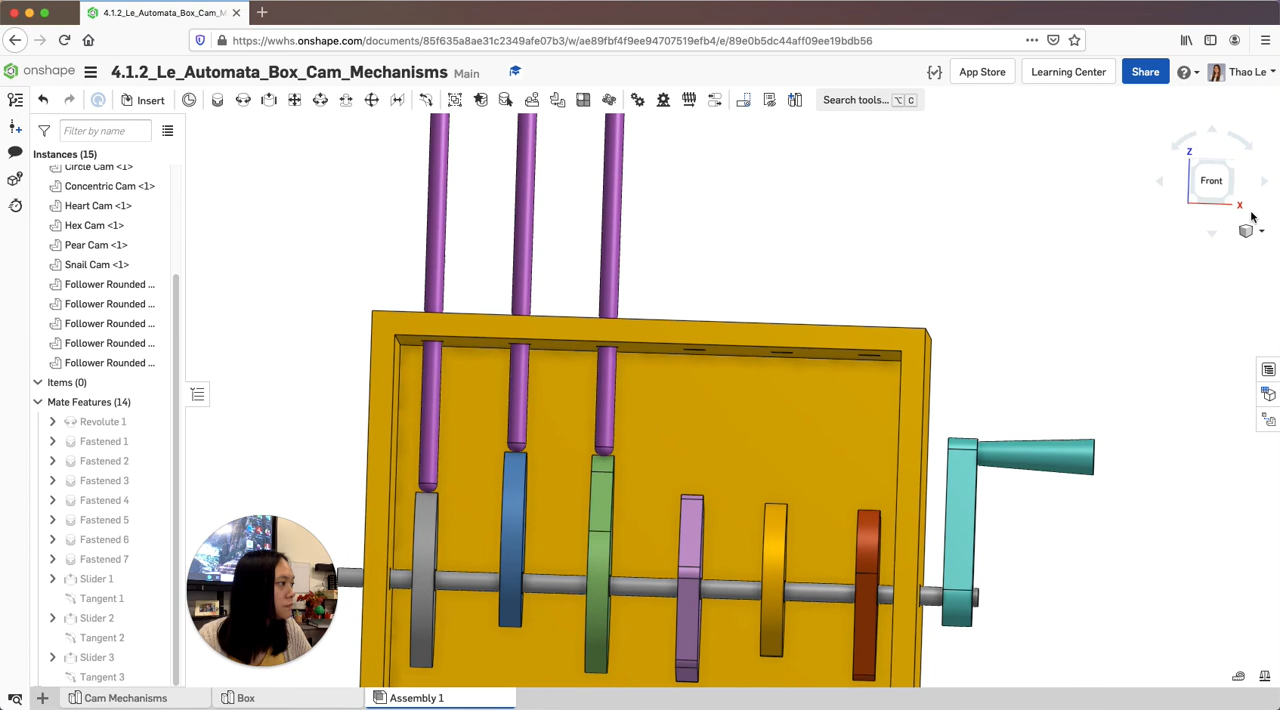 4.1.2_Le_Automata_Box_Cam_M
https://wwhs.onshape.com/documents/85f635a8ae31c2349afe07b3/w/ae89fbf4f9ee94707519efb4/e/89e0b5dc44aff09ee19bdb56
onshape 4.1.2_Le_Automata_Box_Cam_Mechanisms Main App Store Learning Center Share Thao Le
Insert Search tools... ⌥ C
Filter by name
Instances (15)
Circle Cam <1>
Concentric Cam <1>
Heart Cam <1>
Hex Cam <1>
Pear Cam <1>
Snail Cam <1>
Follower Rounded ...
Follower Rounded ...
Follower Rounded ...
Follower Rounded ...
Follower Rounded ...
Items (0)
Mate Features (14)
Revolute 1
Fastened 1
Fastened 2
Fastened 3
Fastened 4
Fastened 5
Fastened 6
Fastened 7
Slider 1
Tangent 1
Slider 2
Tangent 2
Slider 3
Tangent 3
Z
Front
X
Cam Mechanisms Box Assembly 1